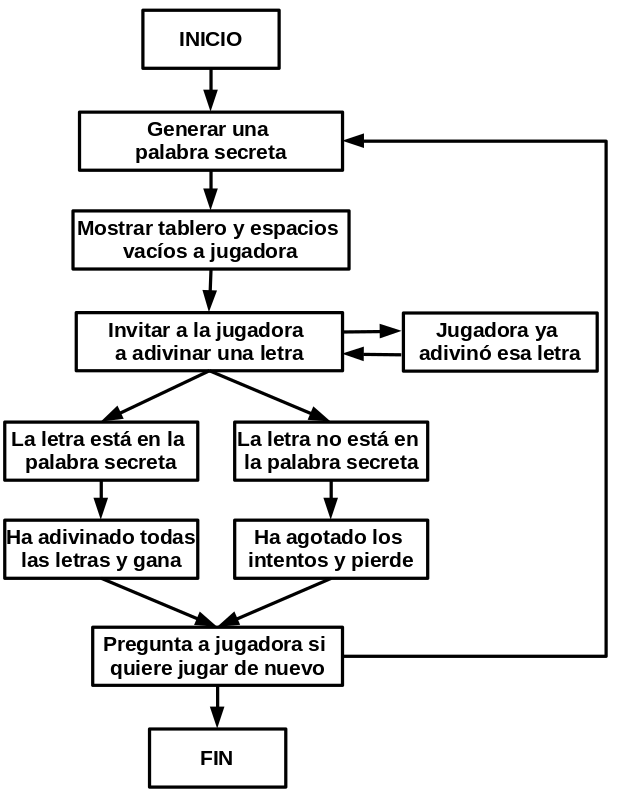 INICIO
Generar una
palabra secreta
Mostrar tablero y espacios
vacíos a jugadora
Invitar a la jugadora
a adivinar una letra
Jugadora ya
adivinó esa letra
La letra está en la
palabra secreta
La letra no está en
la palabra secreta
Ha adivinado todas
las letras y gana
Ha agotado los
intentos y pierde
Pregunta a jugadora si
quiere jugar de nuevo
FIN